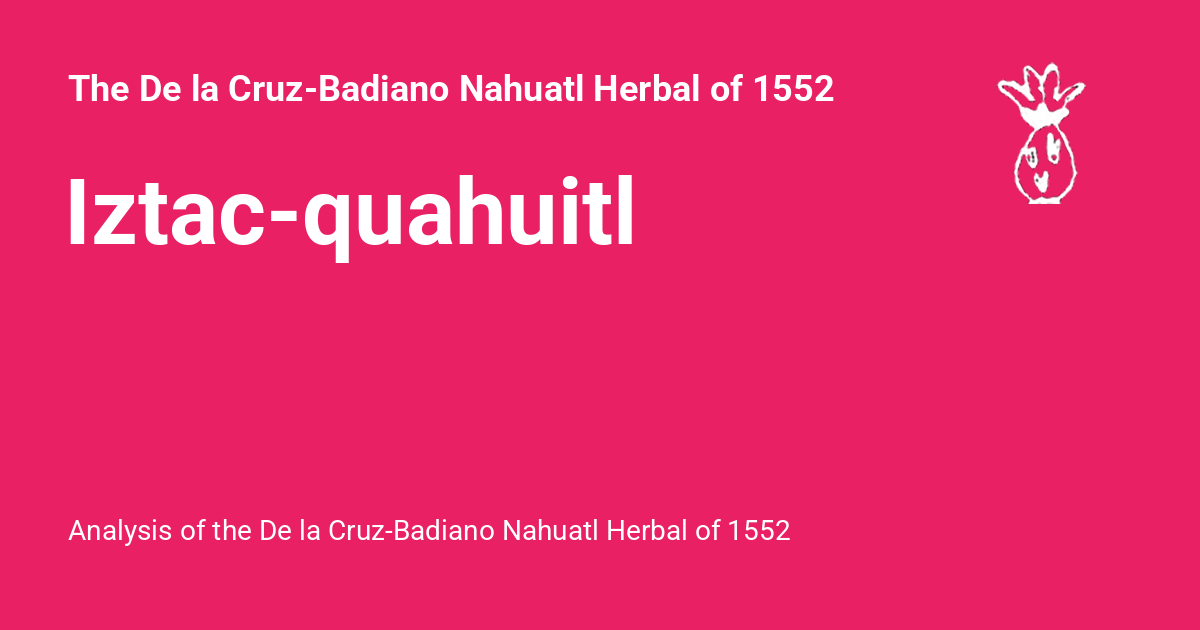 The De la Cruz-Badiano Nahuatl Herbal of 1552
Iztac-quahuitl
Analysis of the De la Cruz-Badiano Nahuatl Herbal of 1552